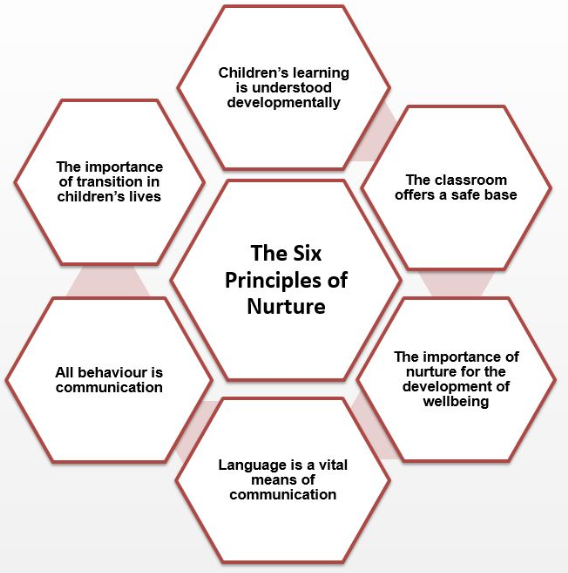 Children's learning
is understood
developmentally
The importance
of transition in
children's lives
The classroom
offers a safe base
The Six
Principles of
Nurture
All behaviour is
communication
The importance of
nurture for the
development of
wellbeing
Language is a vital
means of
communication